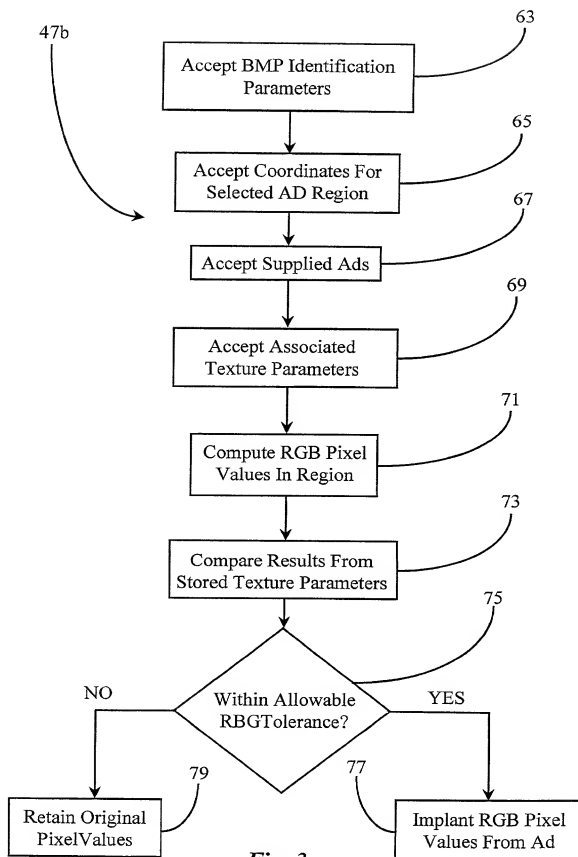 47b
63
Accept BMP Identification
Parameters
65
Accept Coordinates For
Selected AD Region
67
Accept Supplied Ads
69
Accept Associated
Texture Parameters
71
Compute RGB Pixel
Values In Region
73
Compare Results From
Stored Texture Parameters
75
Within Allowable
RBGTolerance?
NO
YES
79
77
Retain Original
PixelValues
Implant RGB Pixel
Values From Ad
Fig. 3